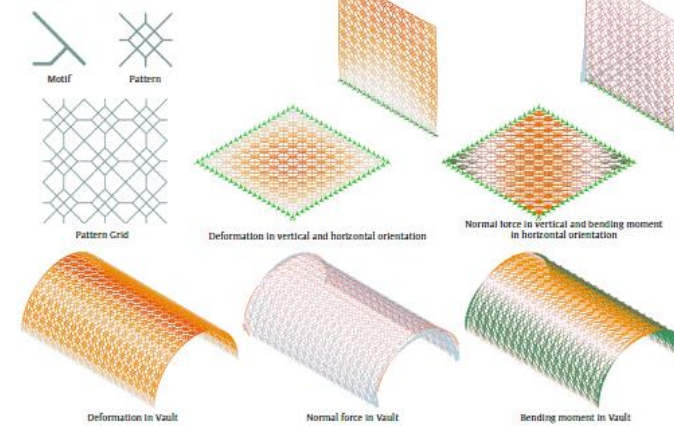 Motif
Pattern
Pattern Grid
Deformation in vertical and horizontal orientation
Normal force in vertical and bending moment
in horizontal orientation
Deformation in Vault
Normal force in Vault
Bending moment in Vault